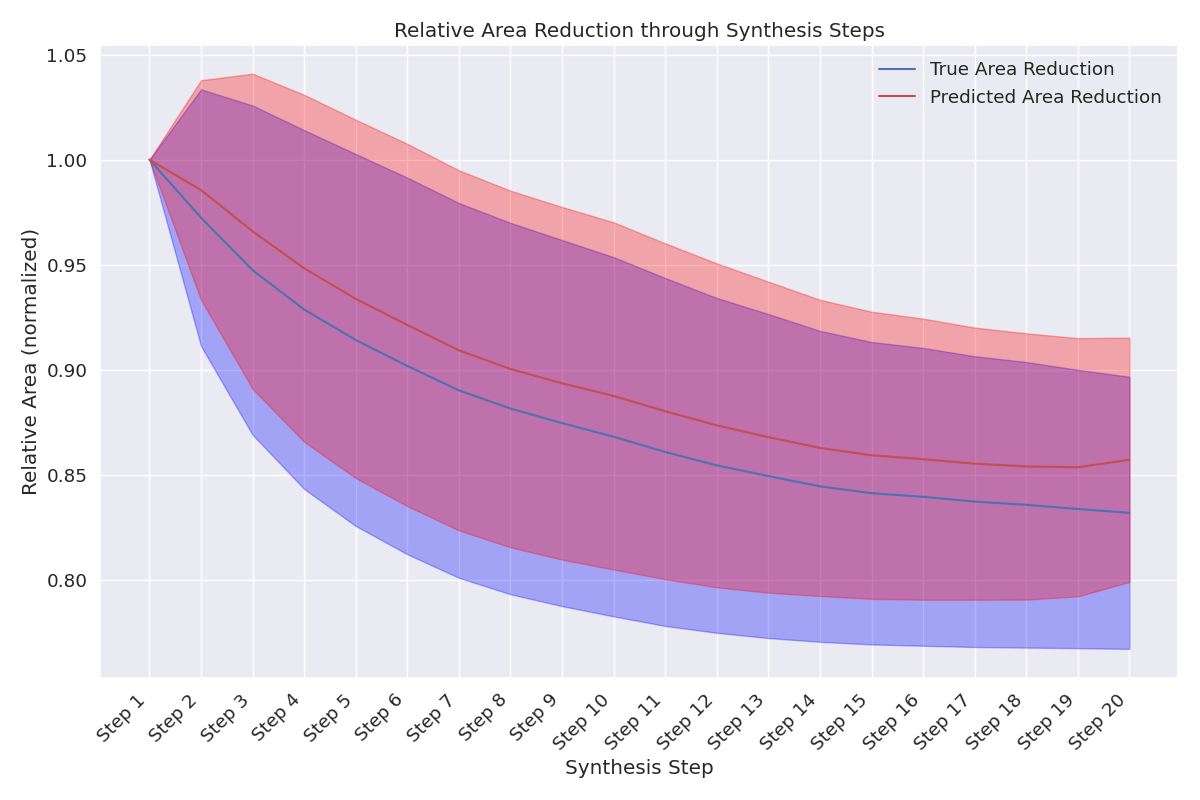 Relative Area Reduction through Synthesis Steps
True Area Reduction
Predicted Area Reduction
Relative Area (normalized)
1.05
1.00
0.95
0.90
0.85
0.80
Step 1
Step 2
Step 3
Step 4
Step 5
Step 6
Step 7
Step 8
Step 9
Step 10
Step 11
Step 12
Step 13
Step 14
Step 15
Step 16
Step 17
Step 18
Step 19
Step 20
Synthesis Step